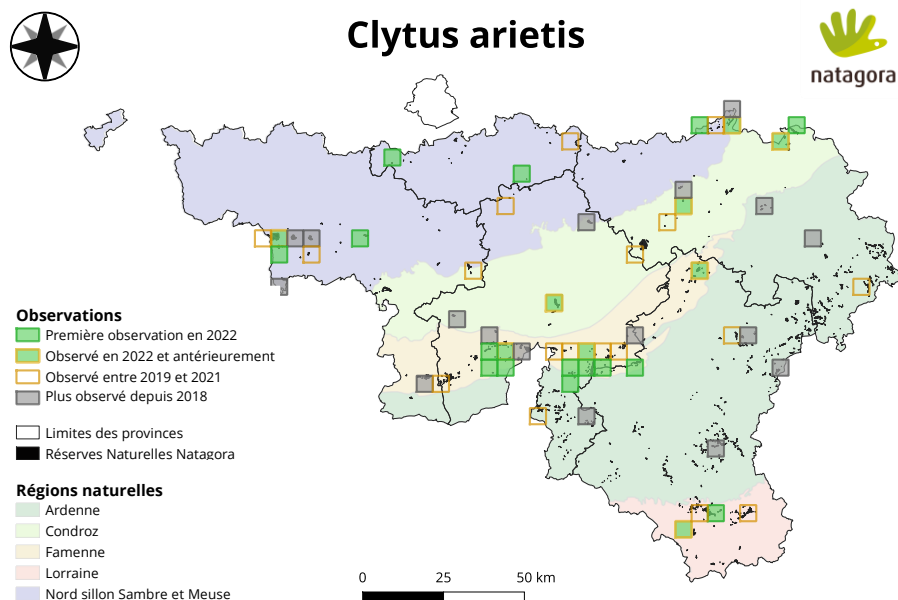 Clytus arietis
natagora
Observations
Première observation en 2022
Observé en 2022 et antérieurement
Observé entre 2019 et 2021
Plus observé depuis 2018
Limites des provinces
Réserves Naturelles Natagora
Régions naturelles
Ardenne
Condroz
Famenne
Lorraine
Nord sillon Sambre et Meuse
0 25 50 km